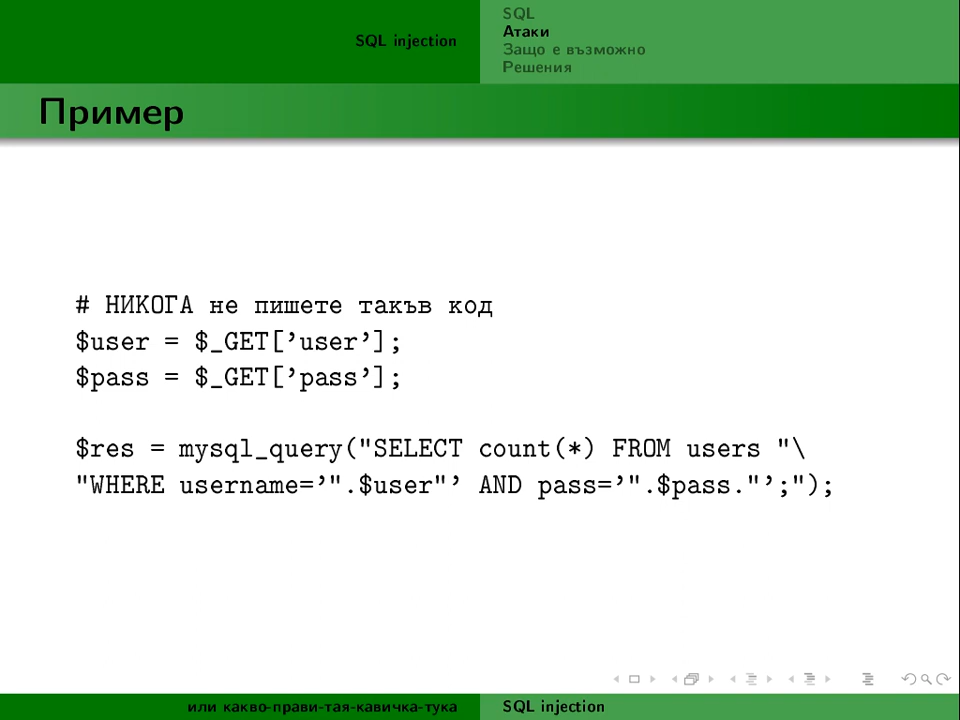 SQL injection
SQL
Атаки
Защо е възможно
Решения
Пример
# НИКОГА не пишете такъв код
$user = $_GET['user'];
$pass = $_GET['pass'];
$res = mysql_query("SELECT count(*) FROM users "\
"WHERE username='".$user"' AND pass='".$pass."';");
или какво-прави-тая-кавичка-тука
SQL injection